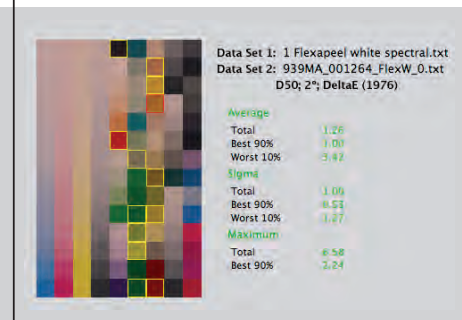 Data Set 1: 1 Flexapeel white spectral.txt
Data Set 2: 939MA_001264_FlexW_0.txt
D50; 2°; DeltaE (1976)
Average
Total 1.26
Best 90% 1.00
Worst 10% 3.42
Sigma
Total 1.00
Best 90% 0.53
Worst 10% 1.27
Maximum
Total 6.58
Best 90% 2.24